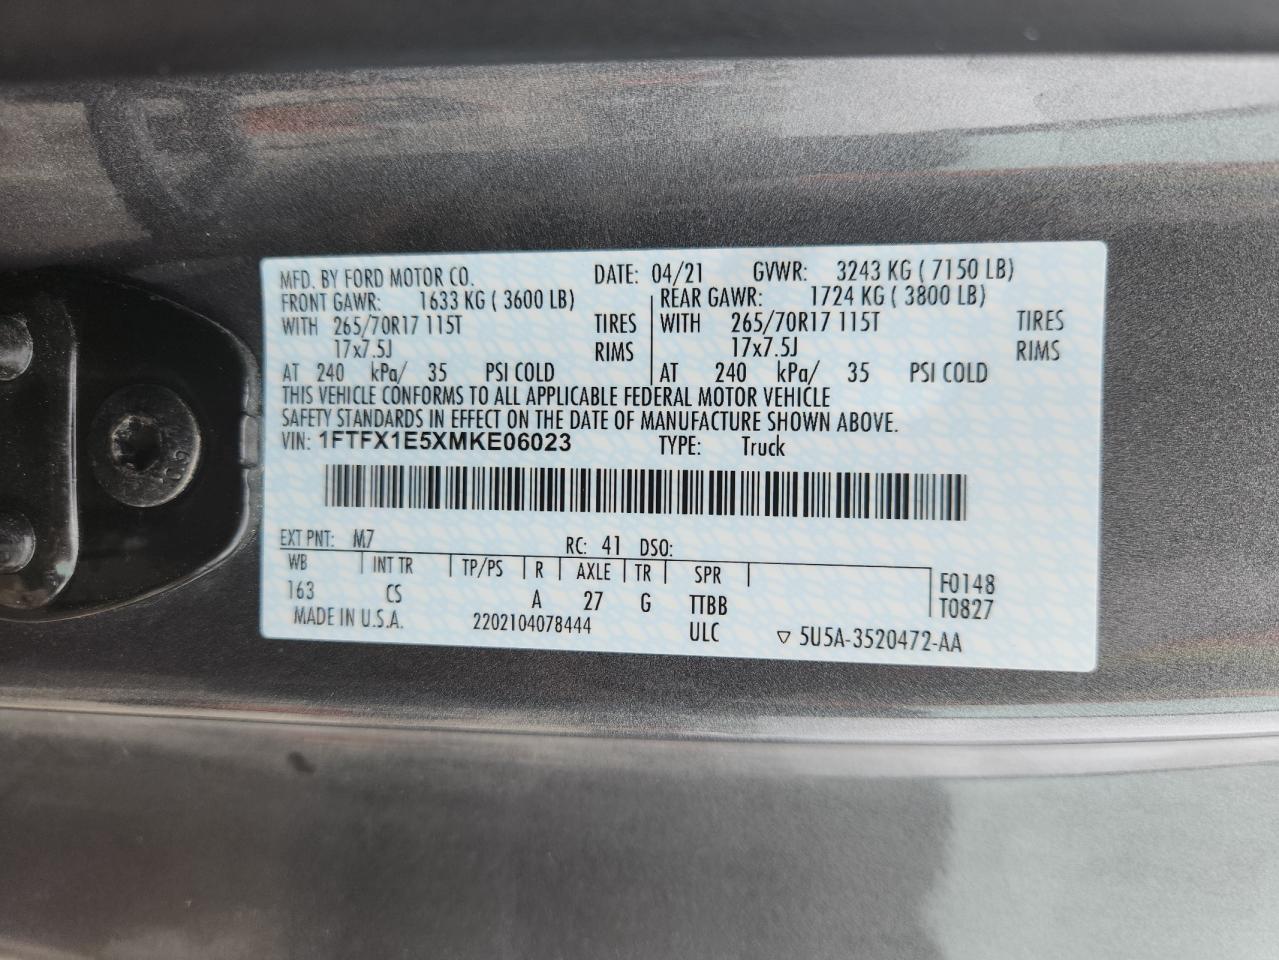 MFD. BY FORD MOTOR CO. DATE: 04/21 GVWR: 3243 KG ( 7150 LB)
FRONT GAWR: 1633 KG ( 3600 LB) REAR GAWR: 1724 KG ( 3800 LB)
WITH 265/70R17 115T TIRES WITH 265/70R17 115T TIRES
17x7.5J RIMS 17x7.5J RIMS
AT 240 kPa/ 35 PSI COLD AT 240 kPa/ 35 PSI COLD
THIS VEHICLE CONFORMS TO ALL APPLICABLE FEDERAL MOTOR VEHICLE
SAFETY STANDARDS IN EFFECT ON THE DATE OF MANUFACTURE SHOWN ABOVE.
VIN: 1FTFX1E5XMKE06023 TYPE: Truck
EXT PNT: M7 RC: 41 DSO:
WB INT TR TP/PS R AXLE TR SPR F0148
163 CS A 27 G TTBB T0827
MADE IN U.S.A. 2202104078444 ULC ▽ 5U5A-3520472-AA